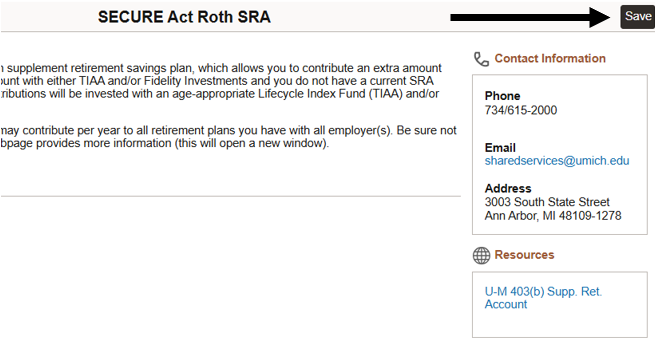 SECURE Act Roth SRA
Save
supplement retirement savings plan, which allows you to contribute an extra amount
unt with either TIAA and/or Fidelity Investments and you do not have a current SRA
ributions will be invested with an age-appropriate Lifecycle Index Fund (TIAA) and/or
may contribute per year to all retirement plans you have with all employer(s). Be sure not
bpage provides more information (this will open a new window).
Contact Information
Phone
734/615-2000
Email
sharedservices@umich.edu
Address
3003 South State Street
Ann Arbor, MI 48109-1278
Resources
U-M 403(b) Supp. Ret.
Account